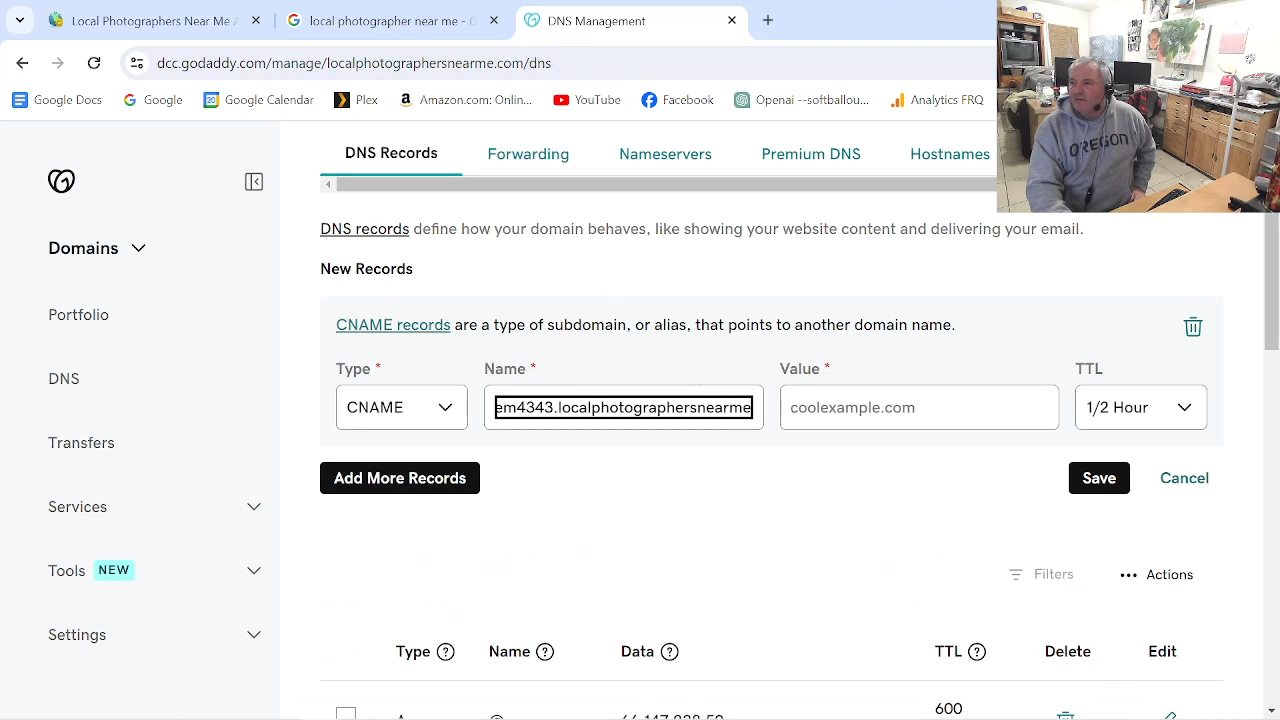 Local Photographers Near Me A
local photographers near me - G
DNS Management
dcc.godaddy.com/manage/localphotographersnearme.com/dns
Google Docs
Google
Google Calendar
Plex
Amazon.com: Onlin...
YouTube
Facebook
Openai --softballou...
Analytics FRQ
OREGON
DNS Records
Forwarding
Nameservers
Premium DNS
Hostnames
Domains
Portfolio
DNS
Transfers
Services
Tools NEW
Settings
DNS records define how your domain behaves, like showing your website content and delivering your email.
New Records
CNAME records are a type of subdomain, or alias, that points to another domain name.
Type * Name * Value * TTL
CNAME em4343.localphotographersnearme coolexample.com 1/2 Hour
Add More Records Save Cancel
Filters ••• Actions
Type Name Data TTL Delete Edit
600